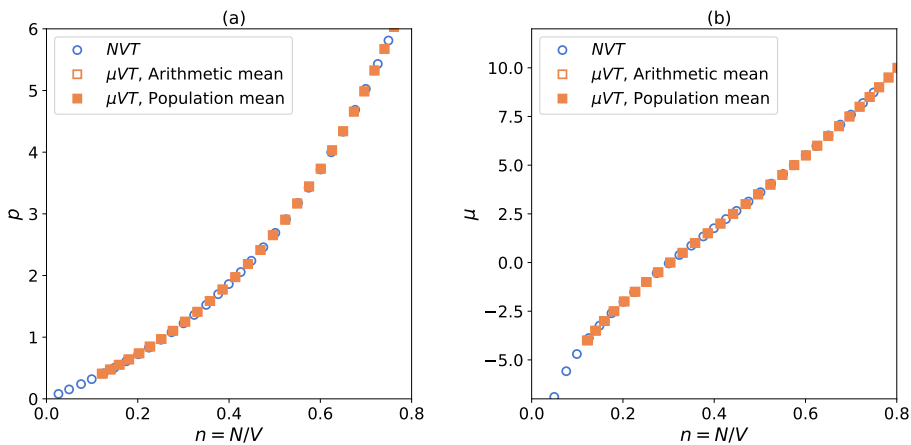 (a)
6
5
4
3
2
1
0
p
NVT
μVT, Arithmetic mean
μVT, Population mean
0.0 0.2 0.4 0.6 0.8
n = N/V
(b)
10.0
7.5
5.0
2.5
0.0
−2.5
−5.0
μ
NVT
μVT, Arithmetic mean
μVT, Population mean
0.0 0.2 0.4 0.6 0.8
n = N/V